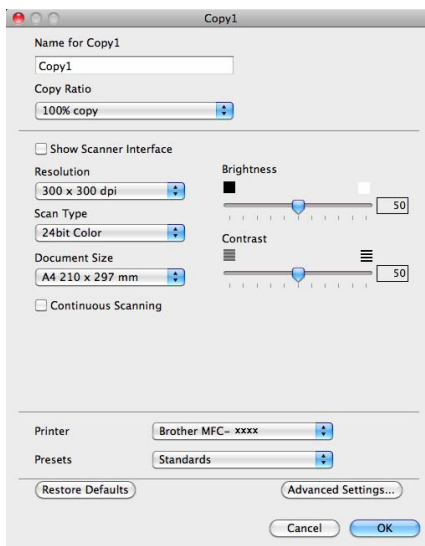 Copy1
Name for Copy1
Copy1
Copy Ratio
100% copy
Show Scanner Interface
Resolution
300 x 300 dpi
Scan Type
24bit Color
Document Size
A4 210 x 297 mm
Continuous Scanning
Brightness
50
Contrast
50
Printer
Brother MFC- xxxx
Presets
Standards
Restore Defaults
Advanced Settings...
Cancel
OK